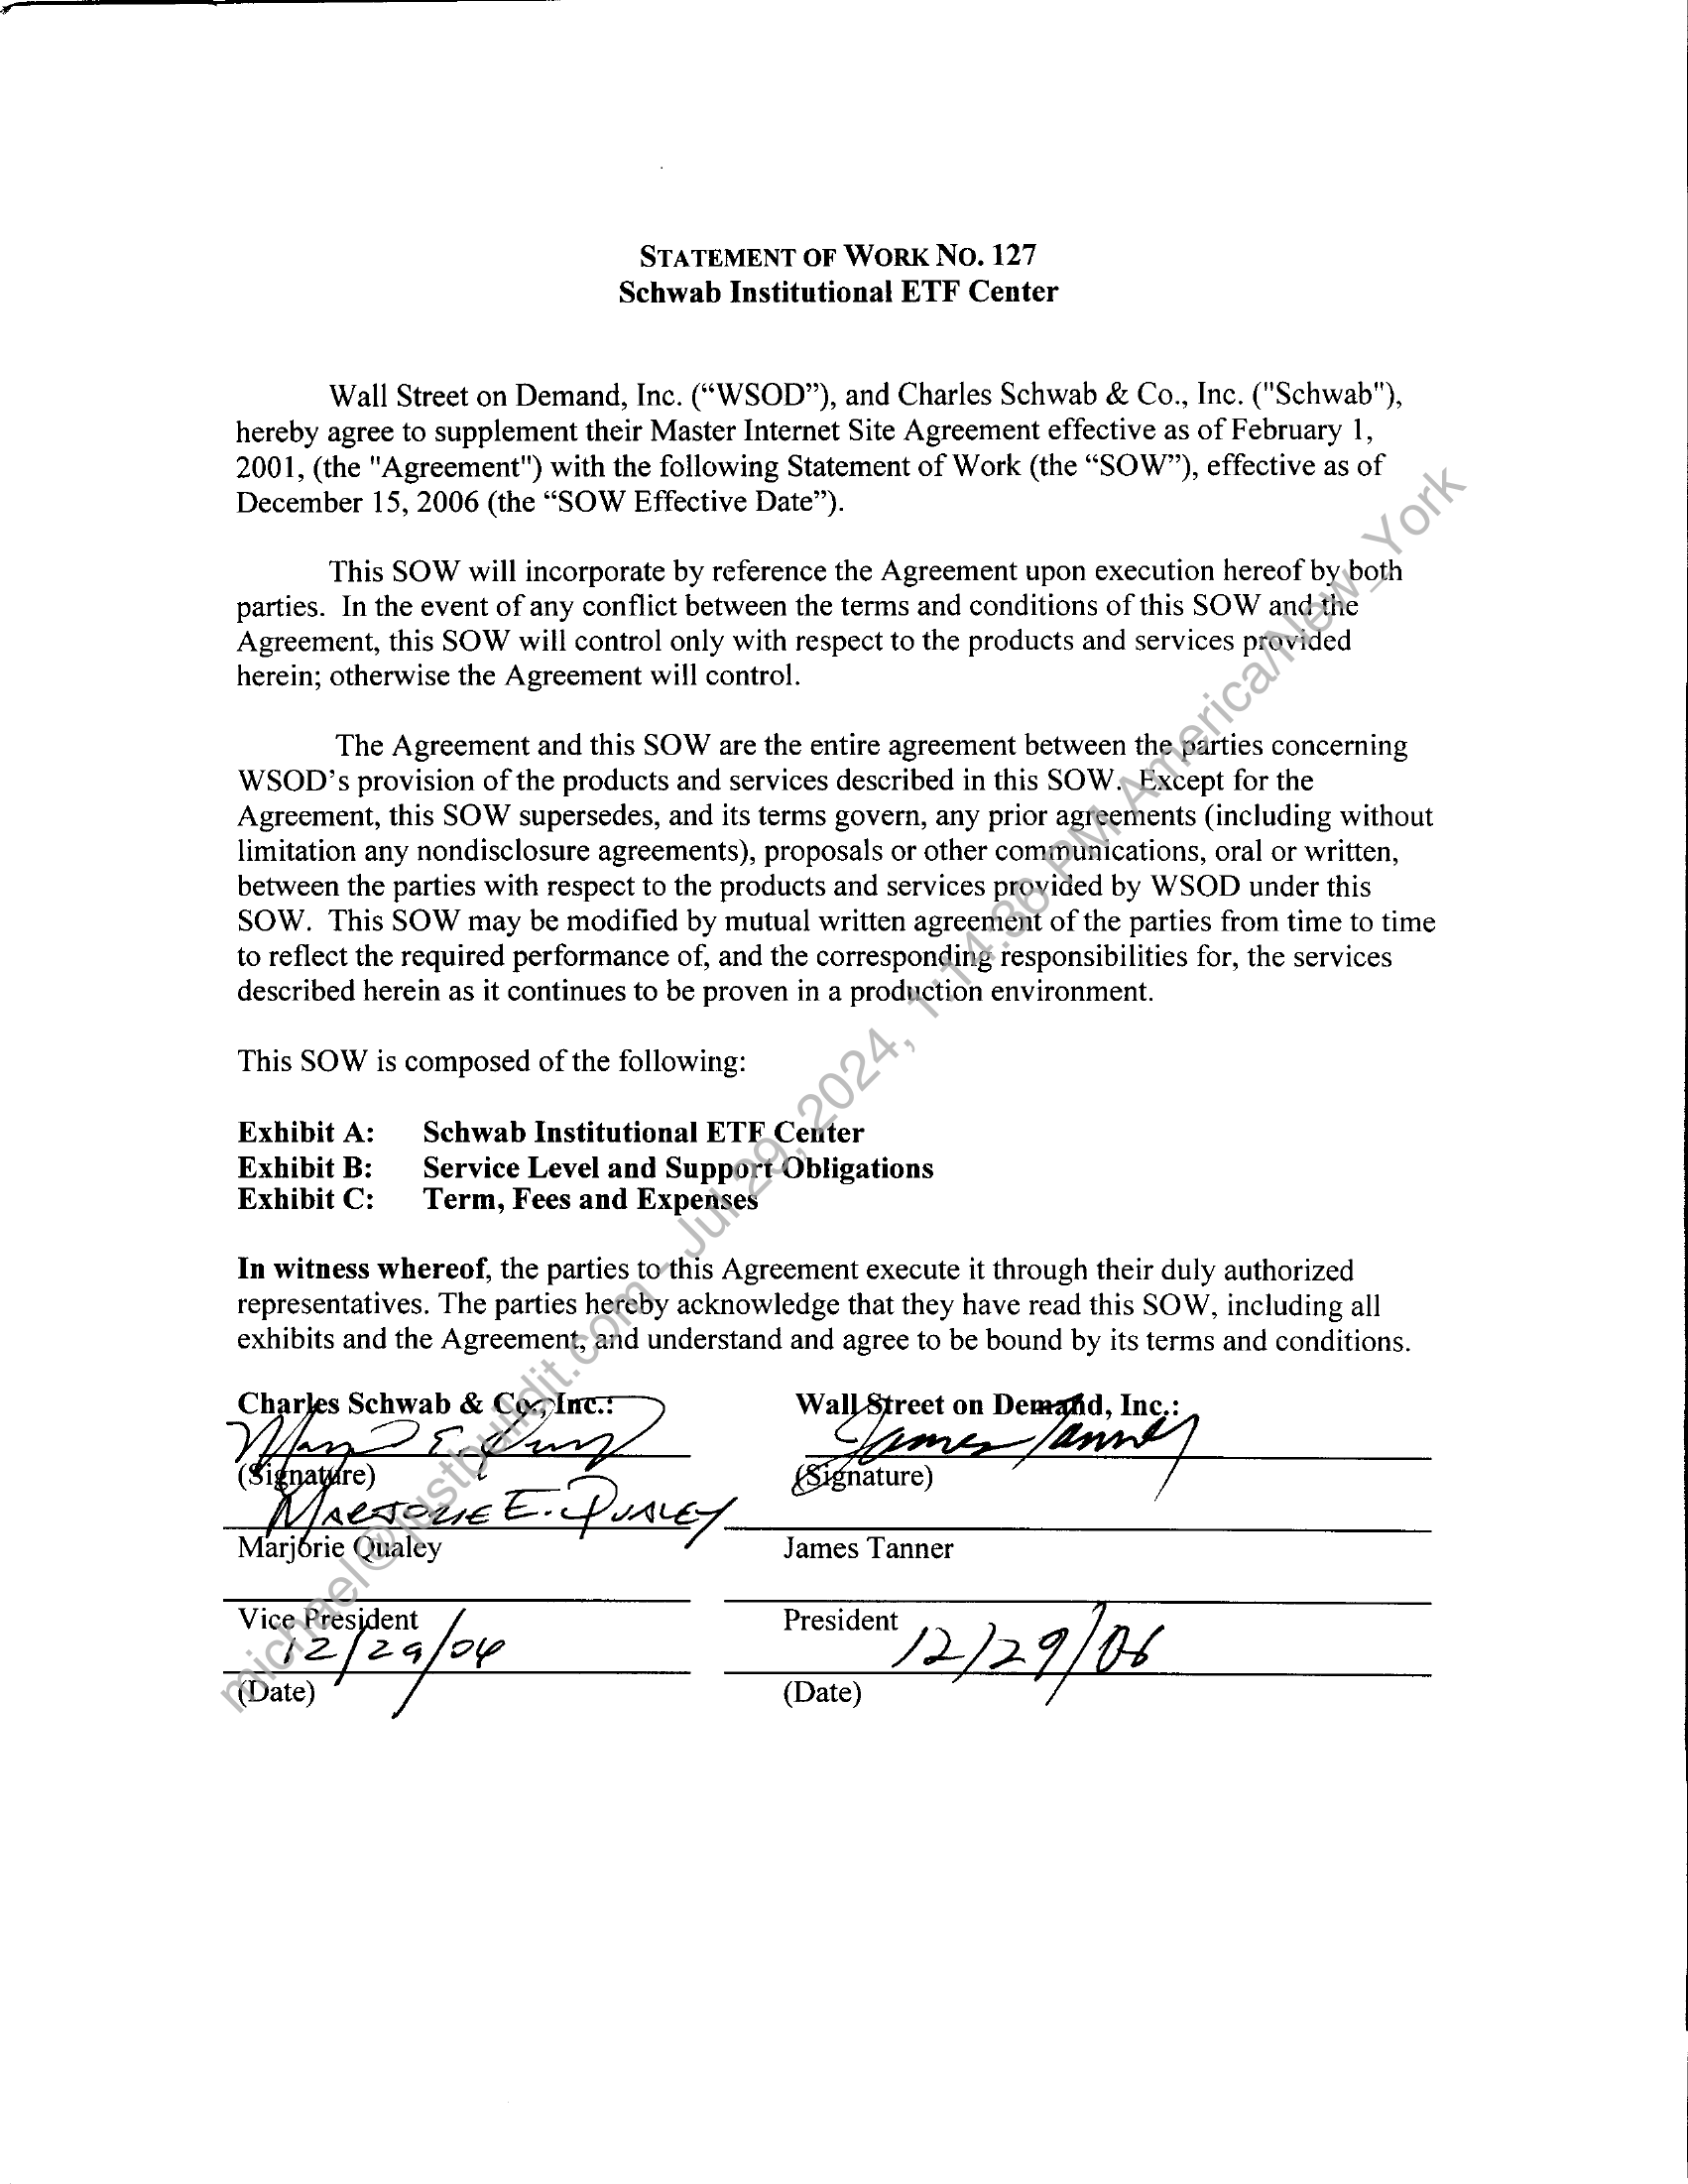 STATEMENT OF WORK NO. 127
Schwab Institutional ETF Center
Wall Street on Demand, Inc. (“WSOD”), and Charles Schwab & Co., Inc. ("Schwab"),
hereby agree to supplement their Master Internet Site Agreement effective as of February 1,
2001, (the "Agreement") with the following Statement of Work (the “SOW”), effective as of
December 15, 2006 (the “SOW Effective Date”).
This SOW will incorporate by reference the Agreement upon execution hereof by both
parties. In the event of any conflict between the terms and conditions of this SOW and the
Agreement, this SOW will control only with respect to the products and services provided
herein; otherwise the Agreement will control.
The Agreement and this SOW are the entire agreement between the parties concerning
WSOD’s provision of the products and services described in this SOW. Except for the
Agreement, this SOW supersedes, and its terms govern, any prior agreements (including without
limitation any nondisclosure agreements), proposals or other communications, oral or written,
between the parties with respect to the products and services provided by WSOD under this
SOW. This SOW may be modified by mutual written agreement of the parties from time to time
to reflect the required performance of, and the corresponding responsibilities for, the services
described herein as it continues to be proven in a production environment.
This SOW is composed of the following:
Exhibit A: Schwab Institutional ETF Center
Exhibit B: Service Level and Support Obligations
Exhibit C: Term, Fees and Expenses
In witness whereof, the parties to this Agreement execute it through their duly authorized
representatives. The parties hereby acknowledge that they have read this SOW, including all
exhibits and the Agreement, and understand and agree to be bound by its terms and conditions.
Charles Schwab & Co., Inc.: Wall Street on Demand, Inc.:
James Tanner
(Signature) (Signature)
MARJORIE E. QUALEY
Marjorie Qualey James Tanner
Vice President President
12/29/06 12/29/06
(Date) (Date)
michael@justbuildit.com - Jul 29, 2024, 1:14:36 PM America/New_York